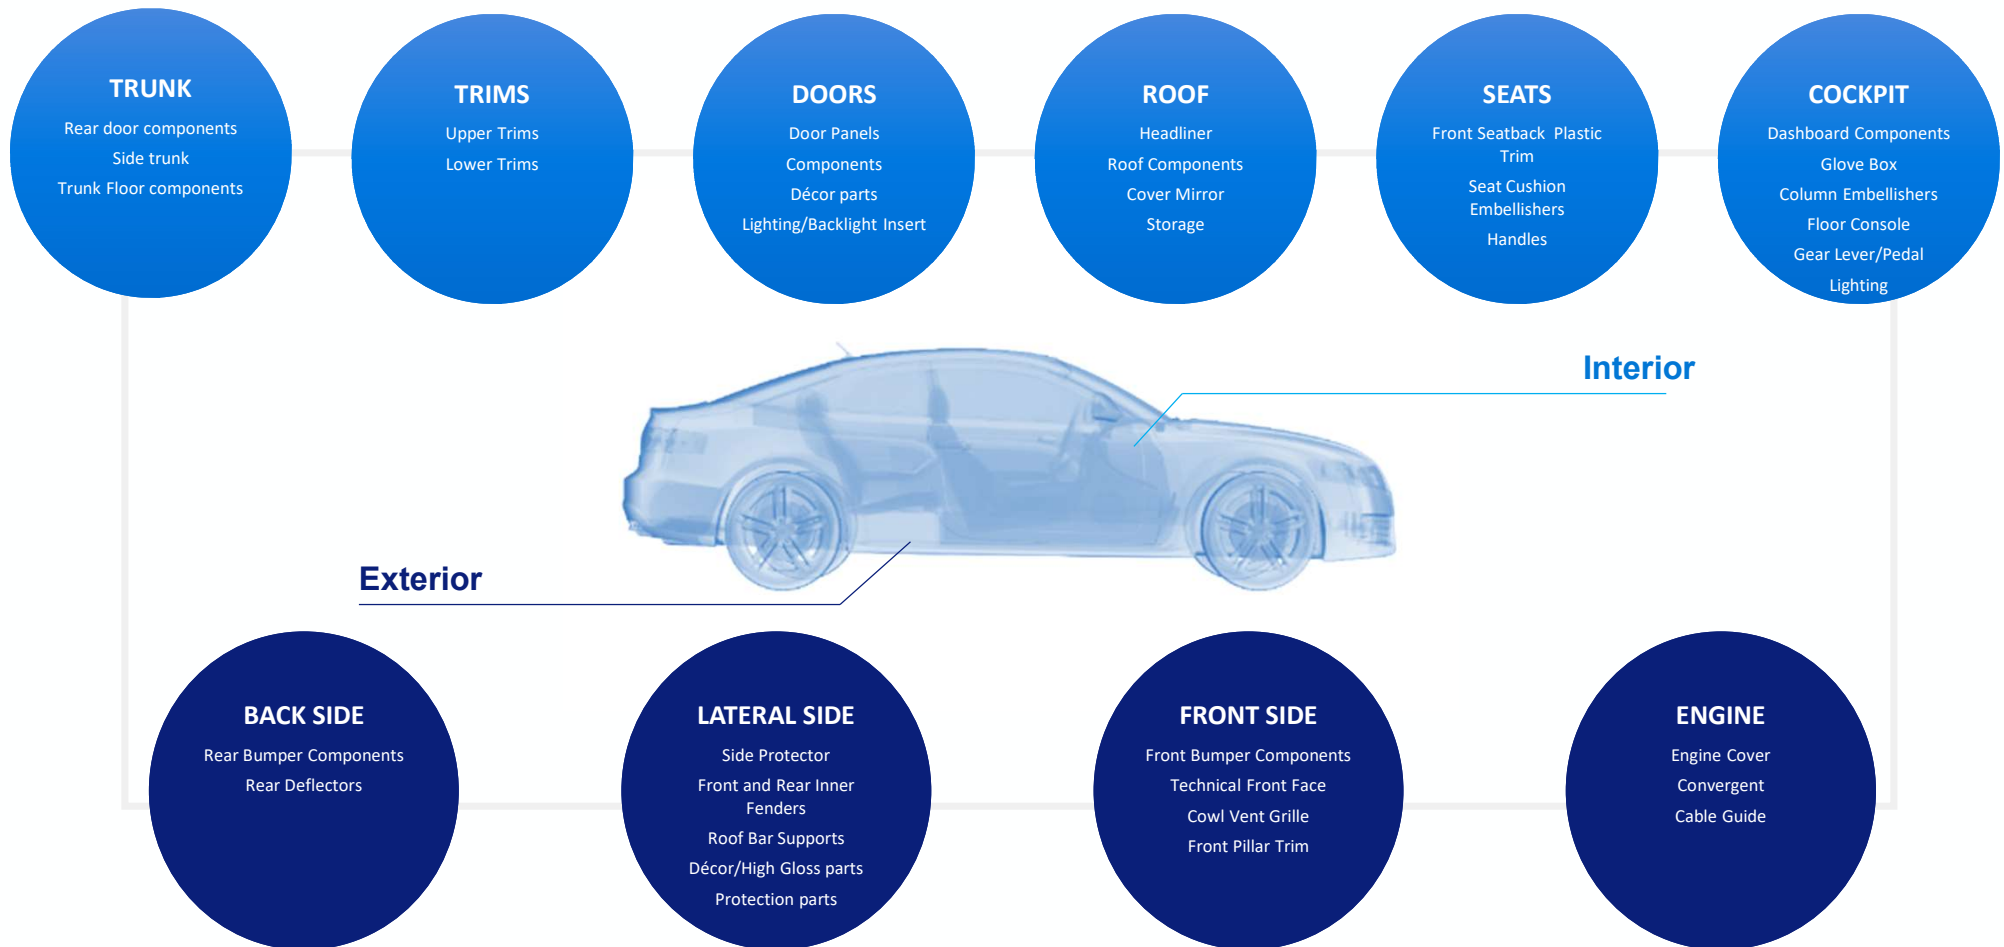 TRUNK
Rear door components
Side trunk
Trunk Floor components
TRIMS
Upper Trims
Lower Trims
DOORS
Door Panels
Components
Décor parts
Lighting/Backlight Insert
ROOF
Headliner
Roof Components
Cover Mirror
Storage
SEATS
Front Seatback Plastic
Trim
Seat Cushion
Embellishers
Handles
COCKPIT
Dashboard Components
Glove Box
Column Embellishers
Floor Console
Gear Lever/Pedal
Lighting
Interior
Exterior
BACK SIDE
Rear Bumper Components
Rear Deflectors
LATERAL SIDE
Side Protector
Front and Rear Inner
Fenders
Roof Bar Supports
Décor/High Gloss parts
Protection parts
FRONT SIDE
Front Bumper Components
Technical Front Face
Cowl Vent Grille
Front Pillar Trim
ENGINE
Engine Cover
Convergent
Cable Guide